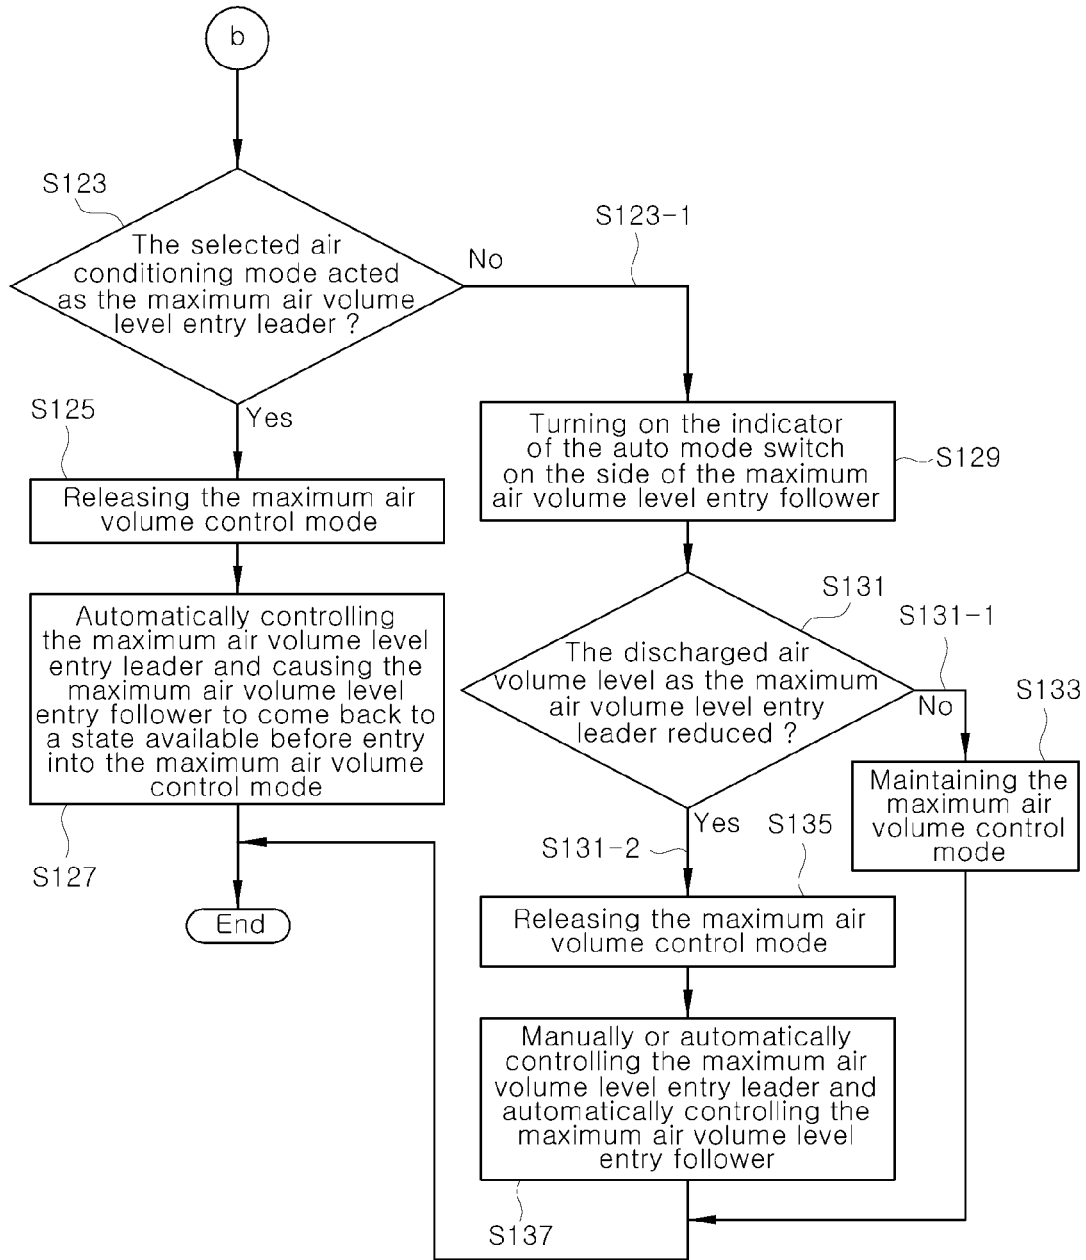 b
S123
The selected air
conditioning mode acted
as the maximum air volume
level entry leader ?
No
S123-1
Yes
S125
Releasing the maximum air
volume control mode
Automatically controlling
the maximum air volume level
entry leader and causing the
maximum air volume level
entry follower to come back to
a state available before entry
into the maximum air volume
control mode
S127
End
Turning on the indicator
of the auto mode switch
on the side of the maximum
air volume level entry follower
S129
S131
The discharged air
volume level as the maximum
air volume level entry
leader reduced ?
S131-1
No
S133
Maintaining the
maximum air
volume control
mode
Yes
S131-2
S135
Releasing the maximum air
volume control mode
Manually or automatically
controlling the maximum air
volume level entry leader and
automatically controlling the
maximum air volume level
entry follower
S137